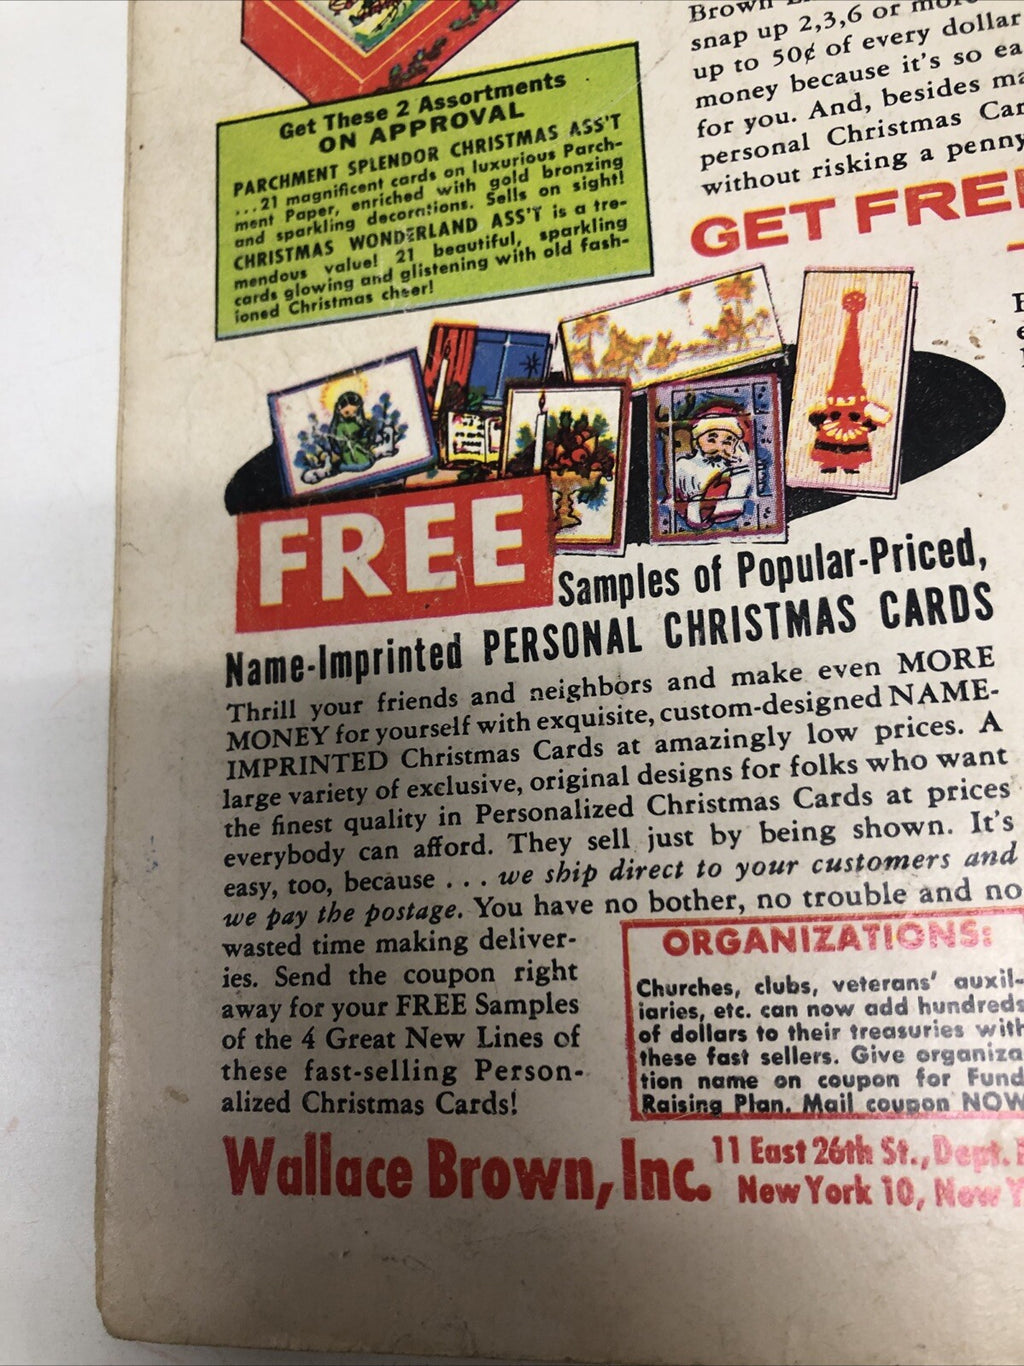 Brown
snap up 2,3,6 or more
up to 50¢ of every dollar
money because it's so ea
for you. And, besides ma
personal Christmas Car
without risking a penny
GET FREE
Get These 2 Assortments
ON APPROVAL
PARCHMENT SPLENDOR CHRISTMAS ASS'T
...21 magnificent cards on luxurious Parch-
ment Paper, enriched with gold bronzing
and sparkling decorations. Sells on sight!
CHRISTMAS WONDERLAND ASS'T is a tre-
mendous value! 21 beautiful, sparkling
cards glowing and glistening with old fash-
ioned Christmas cheer!
FREE
Samples of Popular-Priced,
Name-Imprinted PERSONAL CHRISTMAS CARDS
Thrill your friends and neighbors and make even MORE
MONEY for yourself with exquisite, custom-designed NAME-
IMPRINTED Christmas Cards at amazingly low prices. A
large variety of exclusive, original designs for folks who want
the finest quality in Personalized Christmas Cards at prices
everybody can afford. They sell just by being shown. It's
easy, too, because . . . we ship direct to your customers and
we pay the postage. You have no bother, no trouble and no
wasted time making deliver-
ies. Send the coupon right
away for your FREE Samples
of the 4 Great New Lines of
these fast-selling Person-
alized Christmas Cards!
ORGANIZATIONS:
Churches, clubs, veterans' auxil-
iaries, etc. can now add hundreds
of dollars to their treasuries with
these fast sellers. Give organiza
tion name on coupon for Fund
Raising Plan. Mail coupon NOW
Wallace Brown, Inc.
11 East 26th St., Dept.
New York 10, New Y